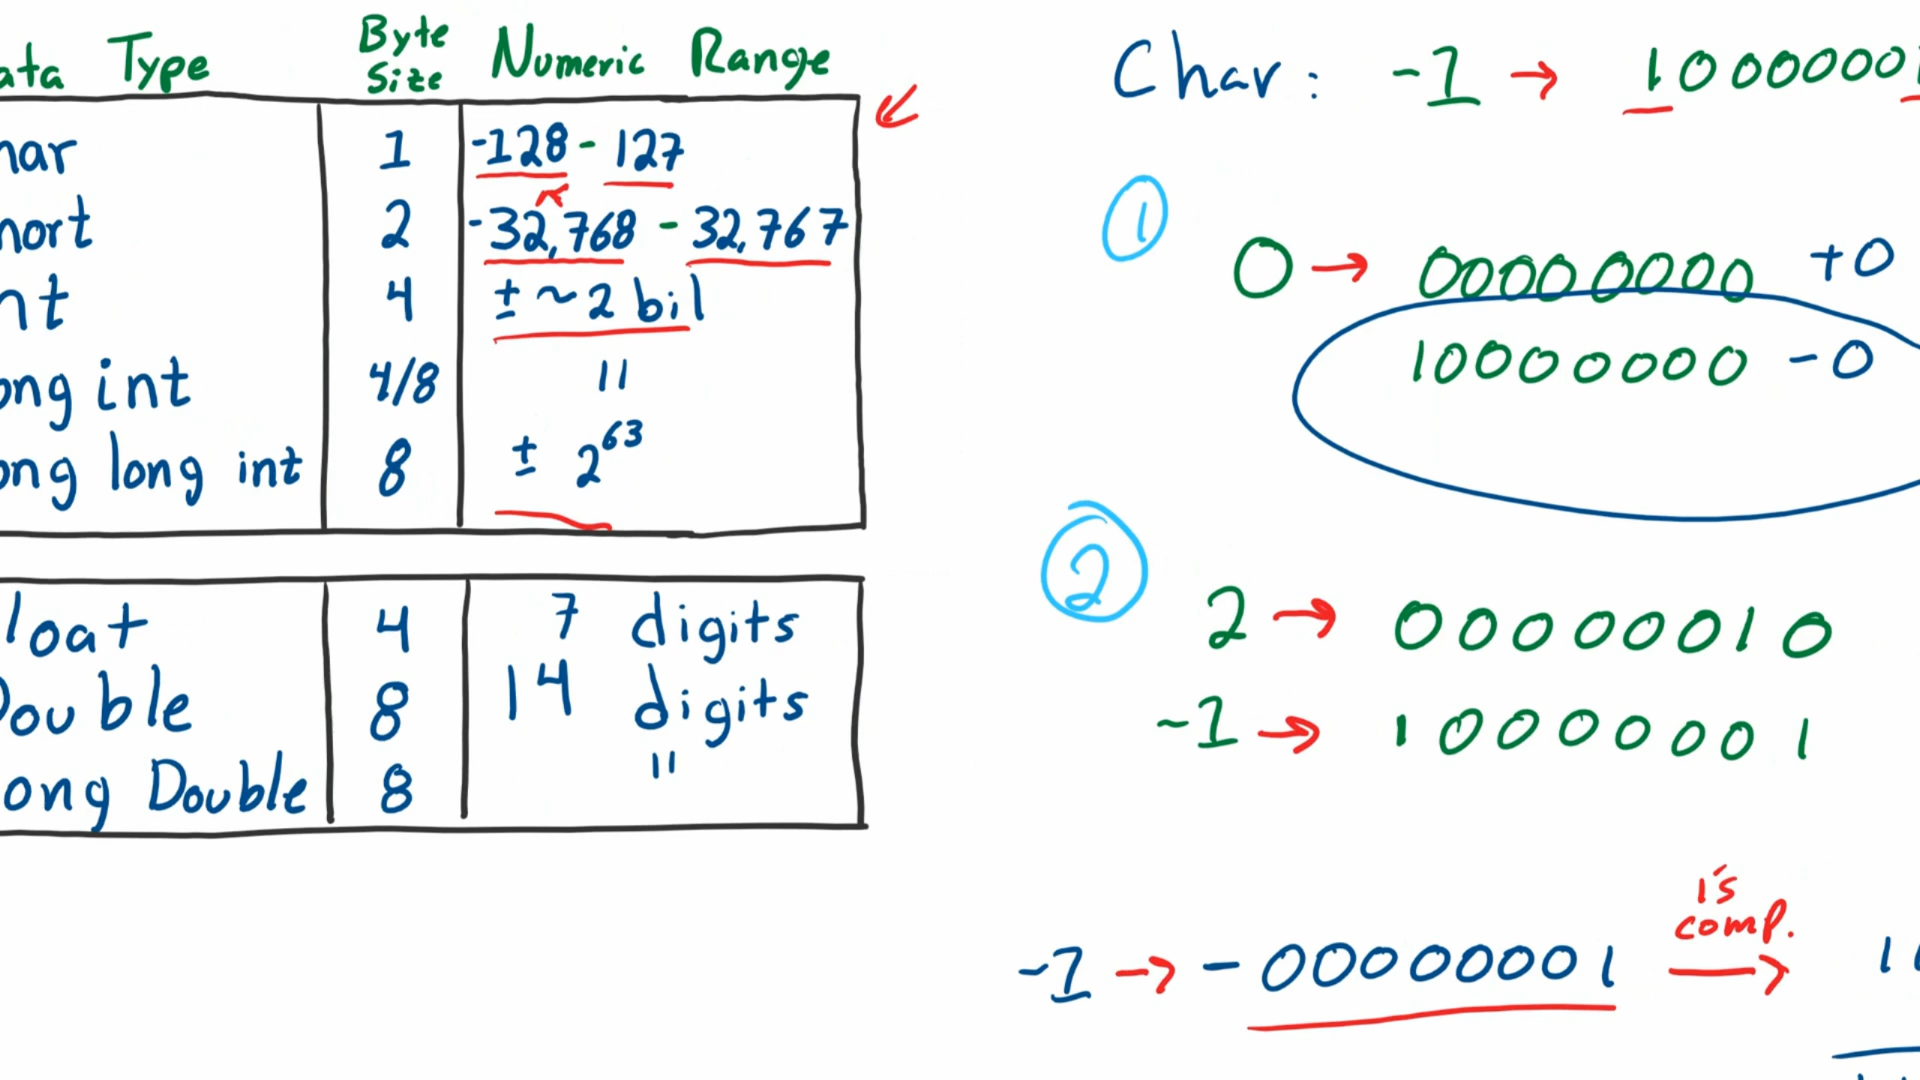 ata Type Byte Size Numeric Range
har 1 -128 - 127
hort 2 -32,768 - 32,767
nt 4 ± ~2 bil
ong int 4/8 "
ong long int 8 ± 2^63
loat 4 7 digits
Double 8 14 digits
ong Double 8 "
Char: -1 → 10000001
①
0 → 00000000 +0
10000000 -0
②
2 → 00000010
-1 → 10000001
-1 → -00000001 1's comp. → 11